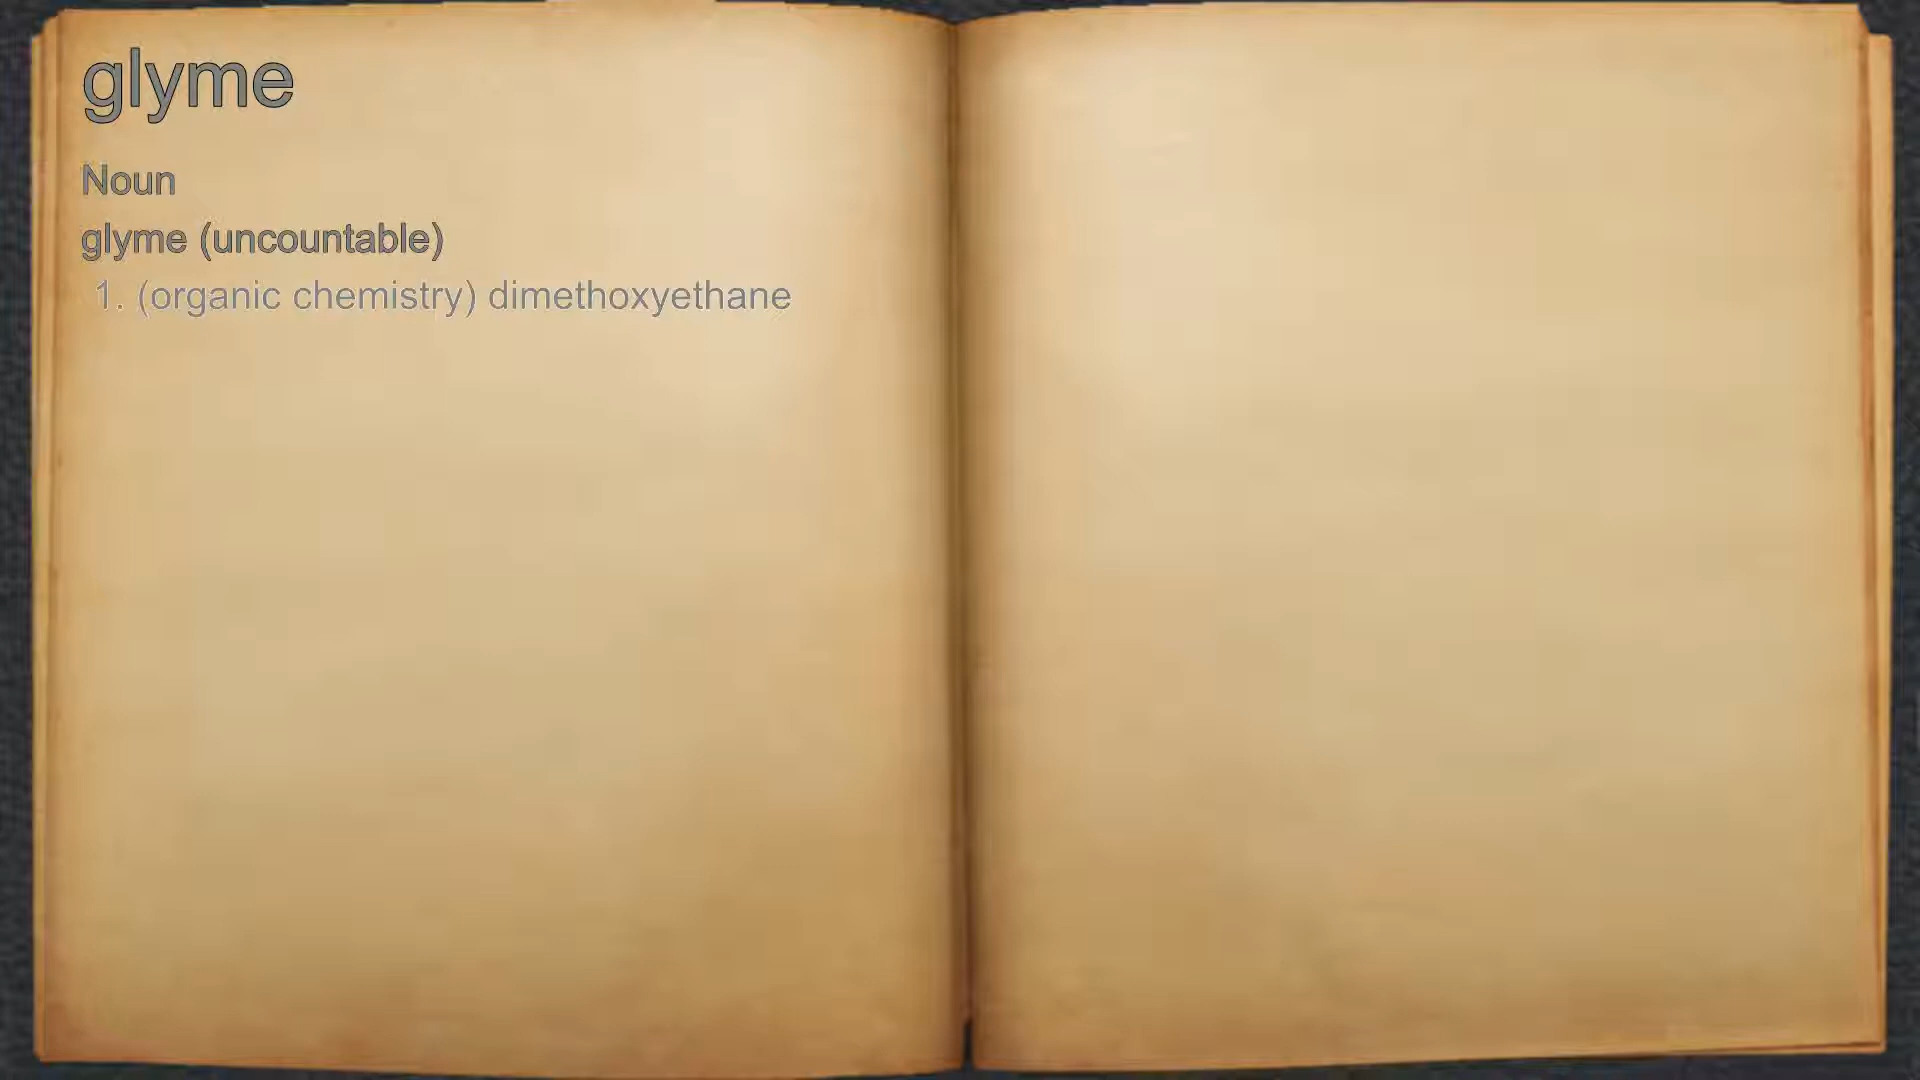 glyme
Noun
glyme (uncountable)
1. (organic chemistry) dimethoxyethane